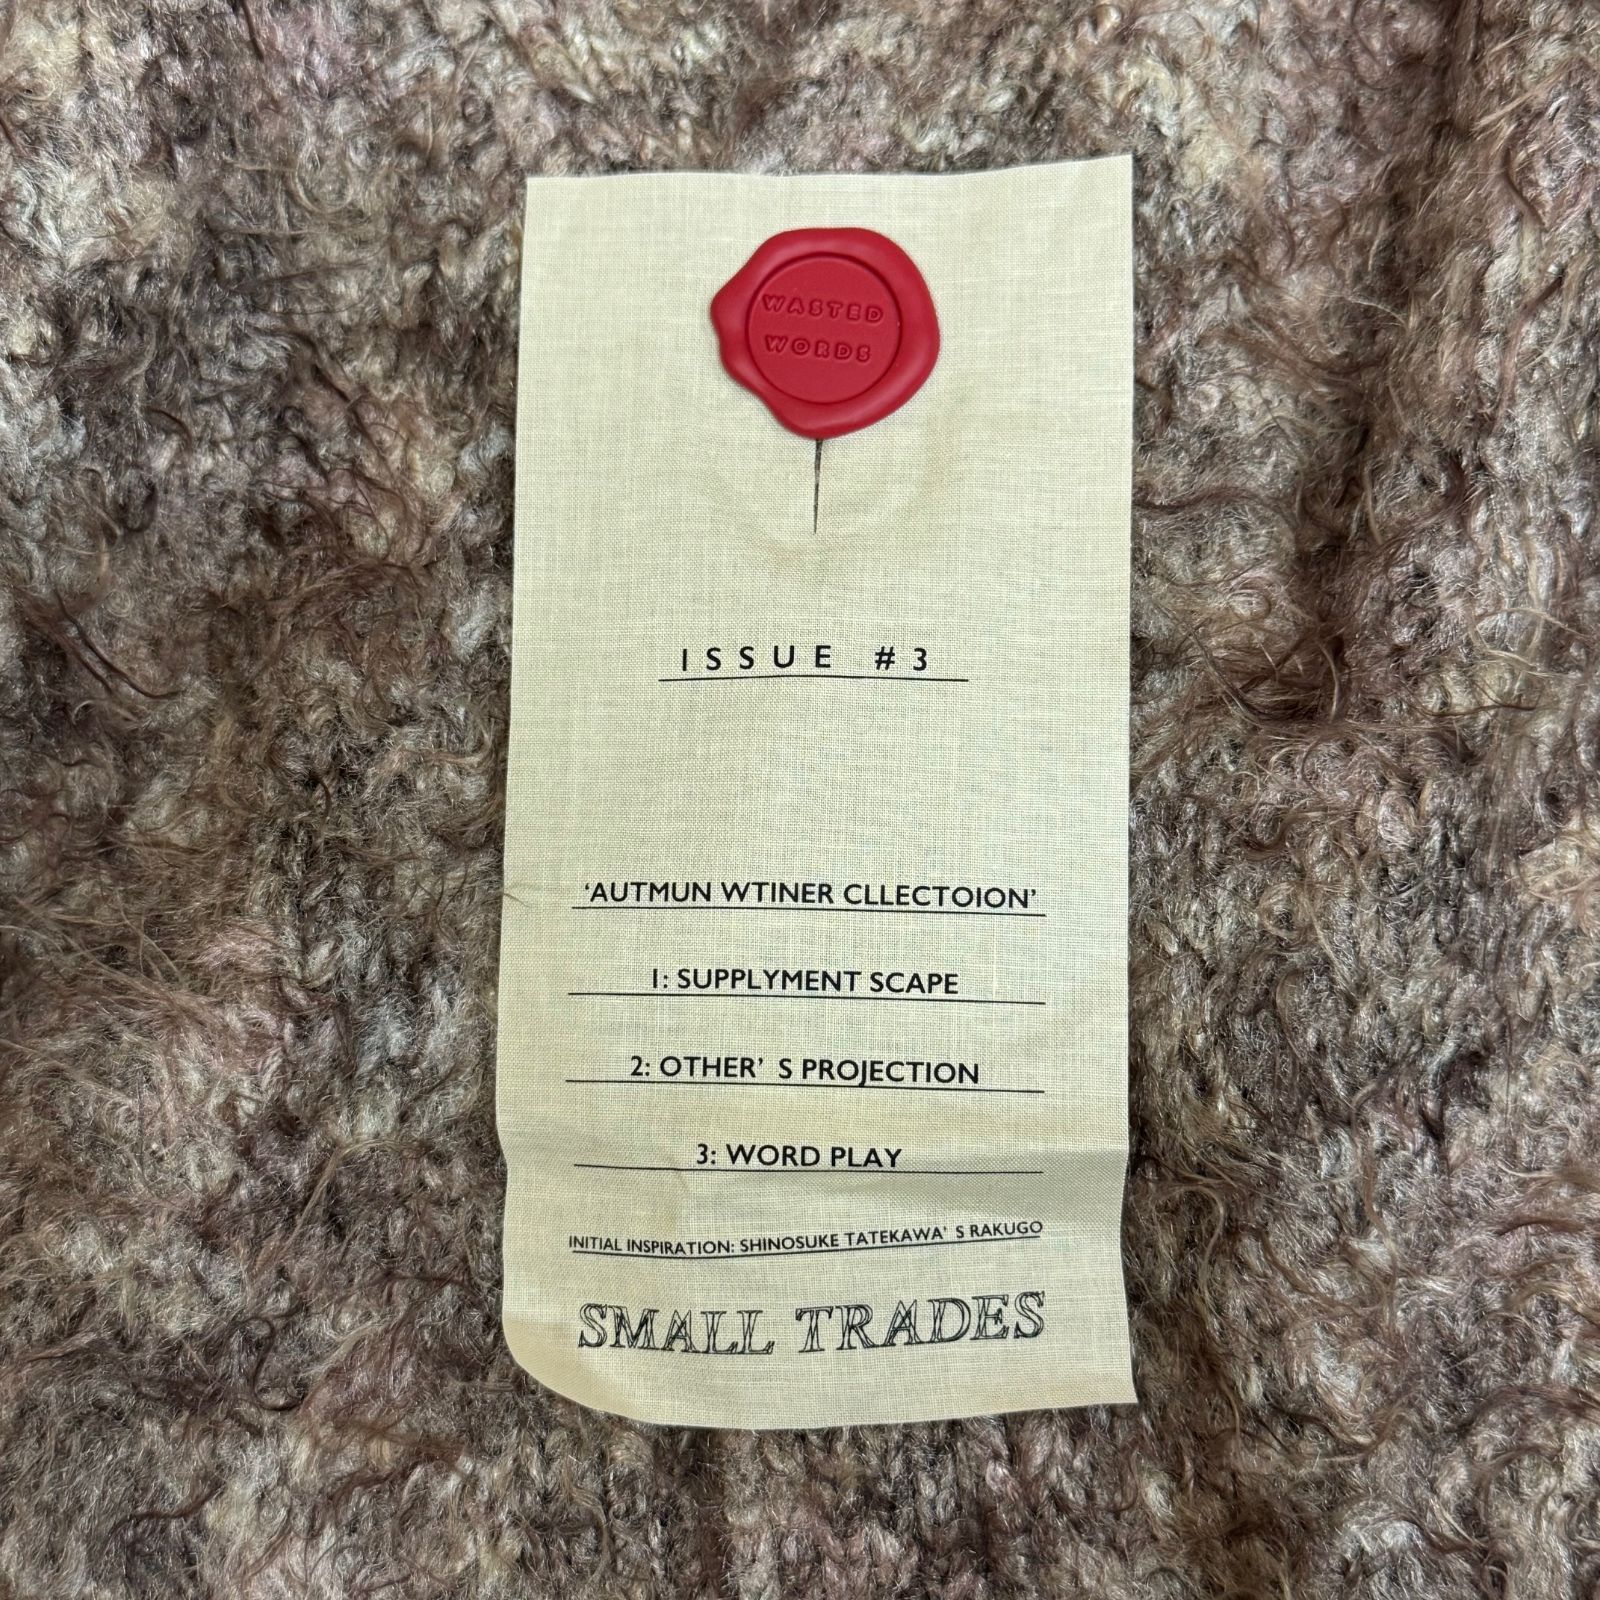 WASTED
WORDS
ISSUE #3
‘AUTMUN WTINER CLLECTOION’
1: SUPPLYMENT SCAPE
2: OTHER’ S PROJECTION
3: WORD PLAY
INITIAL INSPIRATION: SHINOSUKE TATEKAWA’ S RAKUGO
SMALL TRADES